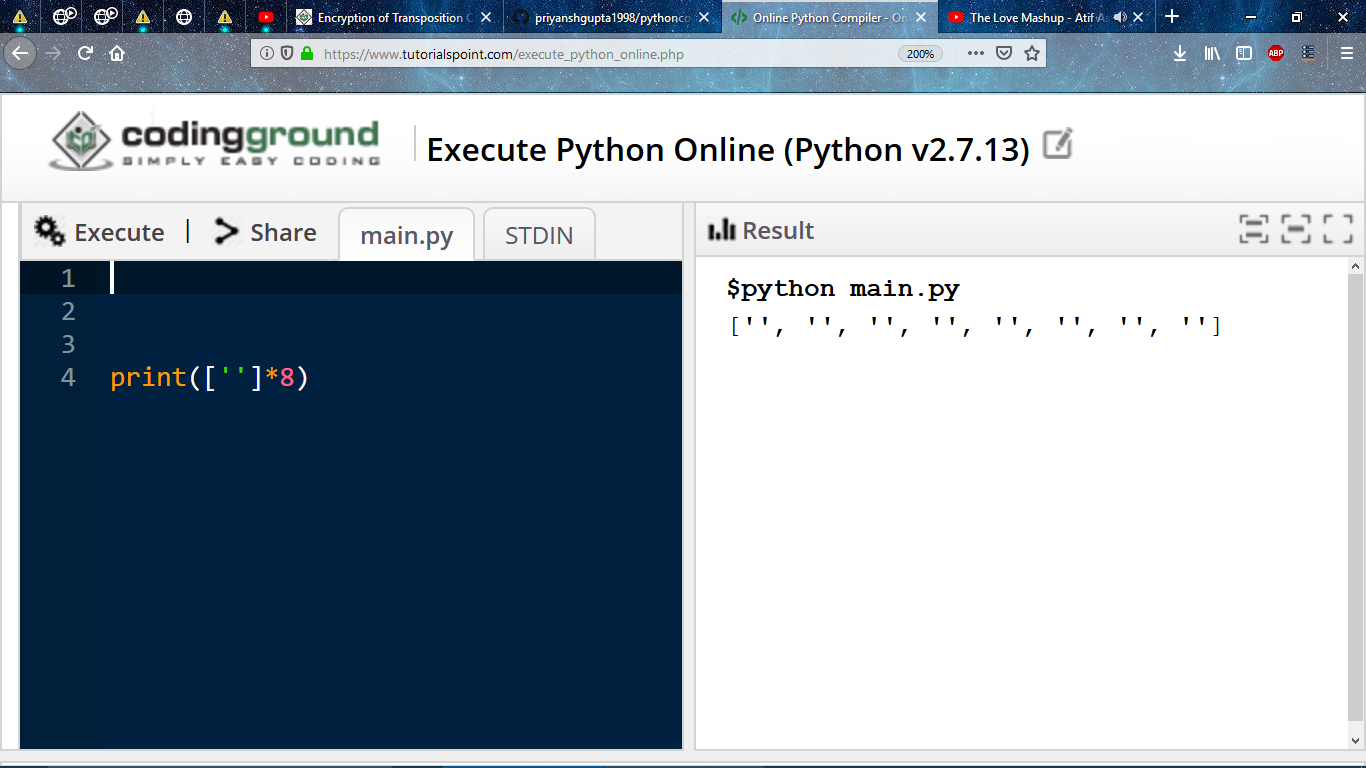 Encryption of Transposition C
priyanshgupta1998/pythonco
Online Python Compiler - On
The Love Mashup - Atif As
https://www.tutorialspoint.com/execute_python_online.php
200%
ABP
codingground
SIMPLY EASY CODING
Execute Python Online (Python v2.7.13)
Execute | Share
main.py
STDIN
Result
1
2
3
4 print(['']*8)
$python main.py
['', '', '', '', '', '', '', '']